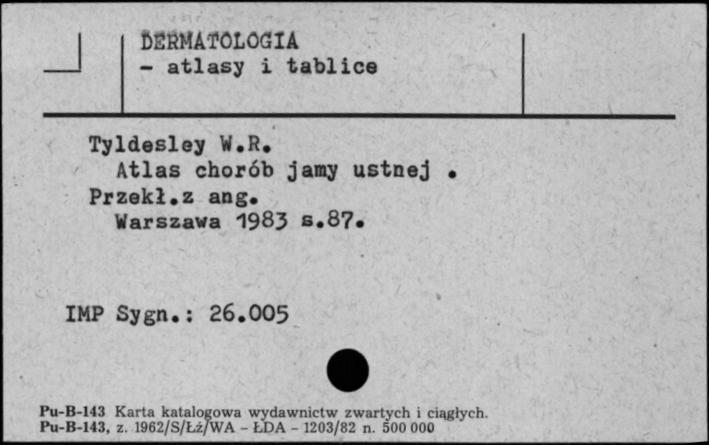 DERMATOLOGIA
- atlasy i tablice
Tyldesley W.R.
Atlas chorób jamy ustnej .
Przekł.z ang.
Warszawa 1983 s.87.
IMP Sygn.: 26.005
Pu-B-143 Karta katalogowa wydawnictw zwartych i ciągłych.
Pu-B-143, z. 1962/S/Łż/WA - ŁDA - 1203/82 n. 500 000